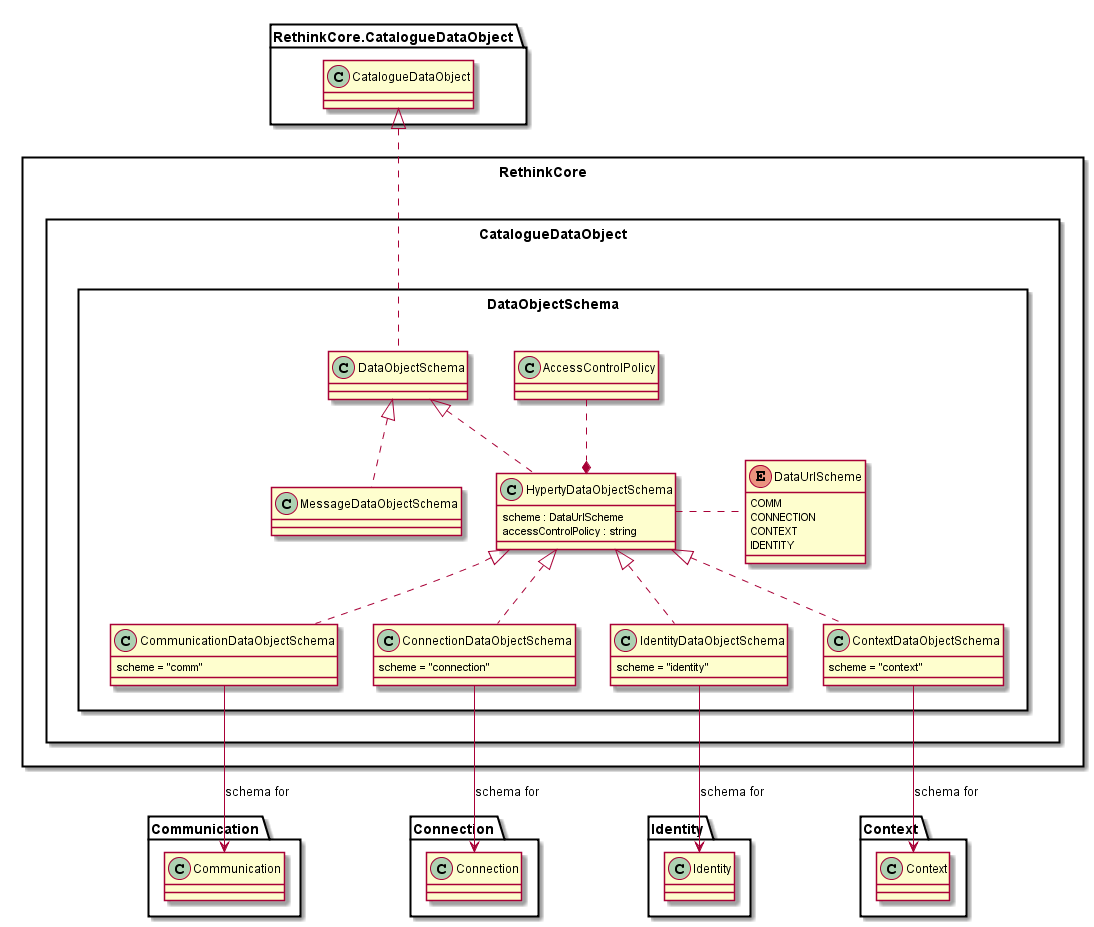 RethinkCore.CatalogueDataObject
C CatalogueDataObject
RethinkCore
CatalogueDataObject
DataObjectSchema
C DataObjectSchema
C AccessControlPolicy
C MessageDataObjectSchema
C HypertyDataObjectSchema
scheme : DataUrlScheme
accessControlPolicy : string
E DataUrlScheme
COMM
CONNECTION
CONTEXT
IDENTITY
C CommunicationDataObjectSchema
scheme = "comm"
C ConnectionDataObjectSchema
scheme = "connection"
C IdentityDataObjectSchema
scheme = "identity"
C ContextDataObjectSchema
scheme = "context"
schema for
schema for
schema for
schema for
Communication
C Communication
Connection
C Connection
Identity
C Identity
Context
C Context